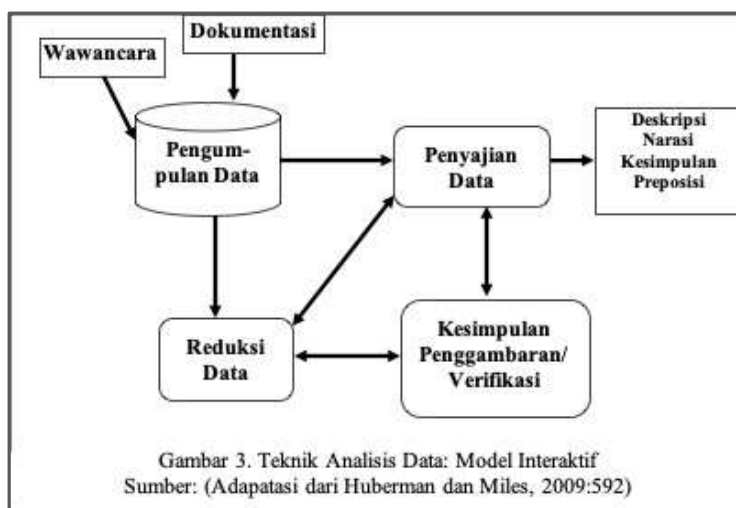 Dokumentasi
Wawancara
Pengum-
pulan Data
Penyajian
Data
Deskripsi
Narasi
Kesimpulan
Preposisi
Reduksi
Data
Kesimpulan
Penggambaran/
Verifikasi
Gambar 3. Teknik Analisis Data: Model Interaktif
Sumber: (Adapatasi dari Huberman dan Miles, 2009:592)